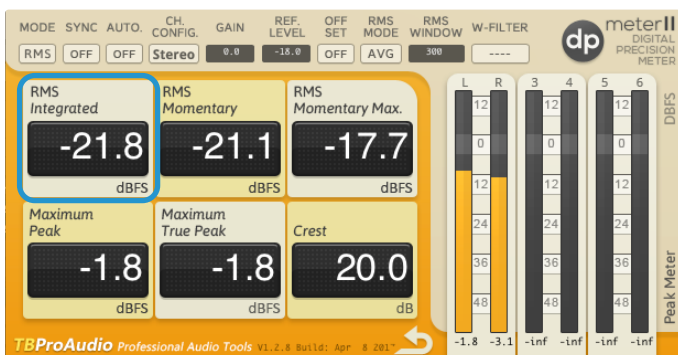 MODE SYNC AUTO. CH. CONFIG. GAIN REF. LEVEL OFF SET RMS MODE RMS WINDOW W-FILTER
RMS OFF OFF Stereo 0.0 -18.0 OFF AVG 300 ----
dp meter II
DIGITAL
PRECISION
METER
RMS
Integrated
-21.8
dBFS
RMS
Momentary
-21.1
dBFS
RMS
Momentary Max.
-17.7
dBFS
Maximum
Peak
-1.8
dBFS
Maximum
True Peak
-1.8
dBFS
Crest
20.0
dB
L R 3 4 5 6
12 12 12
0 0 0
12 12 12
24 24 24
36 36 36
48 48 48
-1.8 -3.1 -inf -inf -inf -inf
DBFS
Peak Meter
TBProAudio Professional Audio Tools V1.2.8 Build: Apr 8 2017